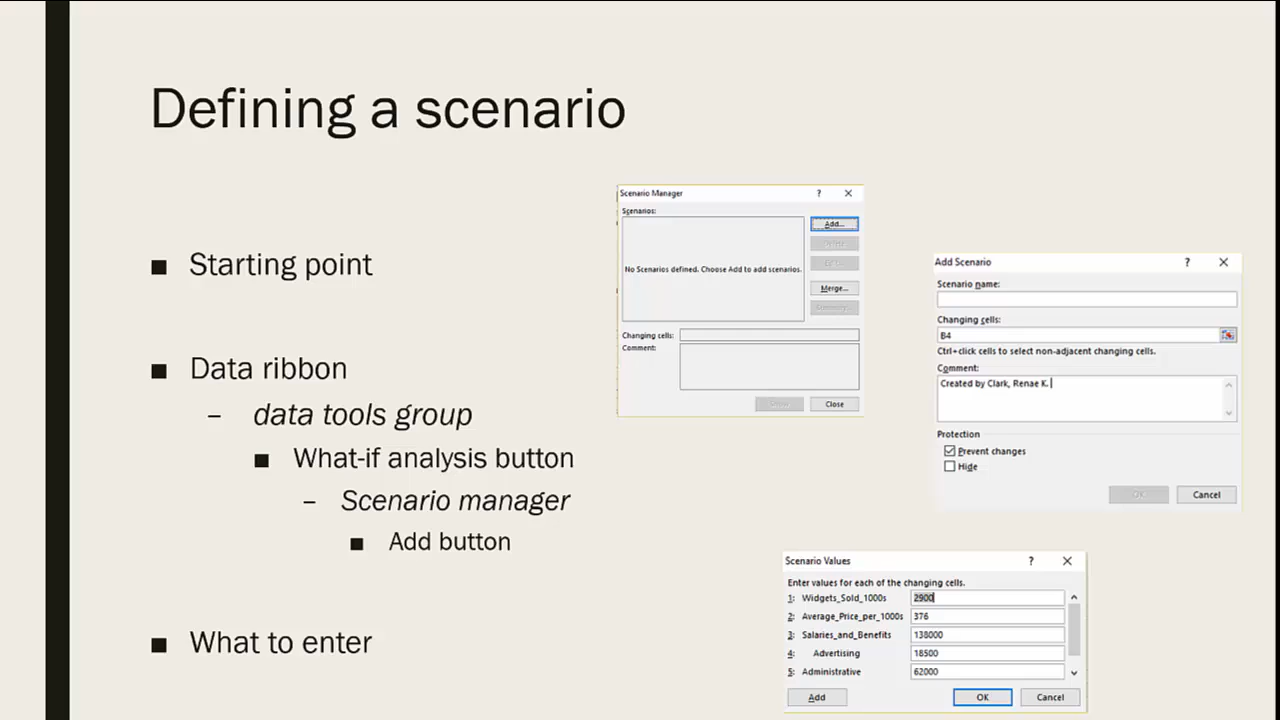 Defining a scenario
Starting point
Data ribbon
– data tools group
What-if analysis button
– Scenario manager
Add button
What to enter
Scenario Manager ? ×
Scenarios:
No Scenarios defined. Choose Add to add scenarios.
Add...
Merge...
Changing cells:
Comment:
Close
Add Scenario ? ×
Scenario name:
Changing cells:
B4
Ctrl+click cells to select non-adjacent changing cells.
Comment:
Created by Clark, Renae K.
Protection
Prevent changes
Hide
OK Cancel
Scenario Values ? ×
Enter values for each of the changing cells.
1: Widgets_Sold_1000s 2900
2: Average_Price_per_1000s 376
3: Salaries_and_Benefits 138000
4: Advertising 18500
5: Administrative 62000
Add OK Cancel